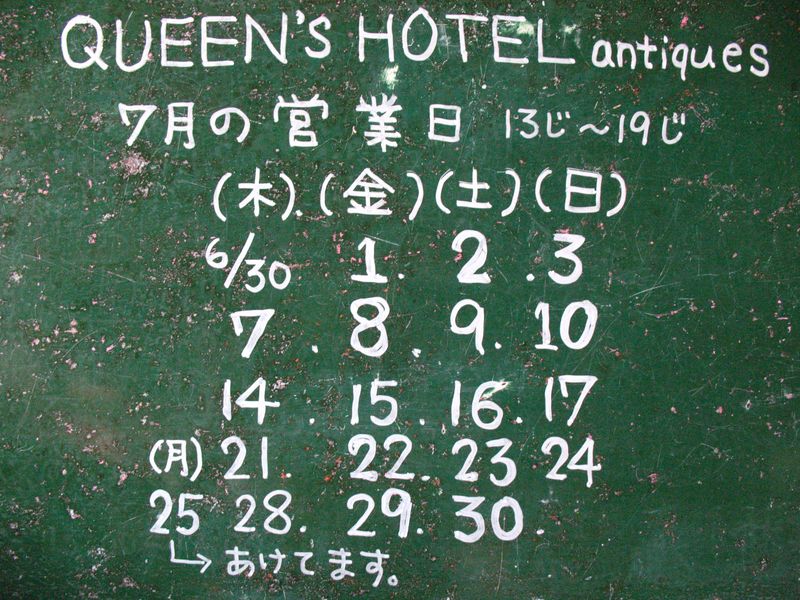 QUEEN'S HOTEL antiques
7月の営業日 13じ〜19じ
(木).(金)(土)(日)
6/30 1. 2 .3
7 . 8. 9. 10
14 . 15 . 16 . 17
(月) 21. 22. 23 24
25 28. 29. 30.
↳ あけてます。